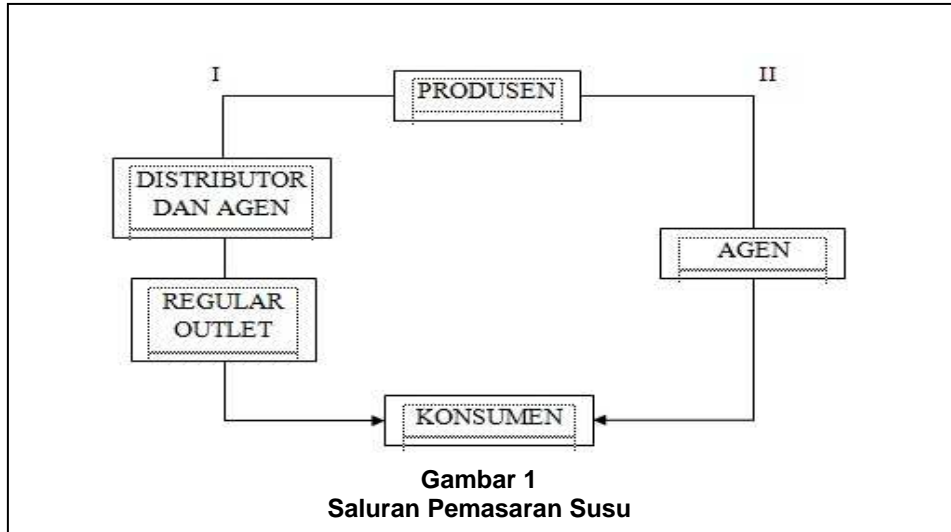 I
PRODUSEN
II
DISTRIBUTOR
DAN AGEN
AGEN
REGULAR
OUTLET
KONSUMEN
Gambar 1
Saluran Pemasaran Susu